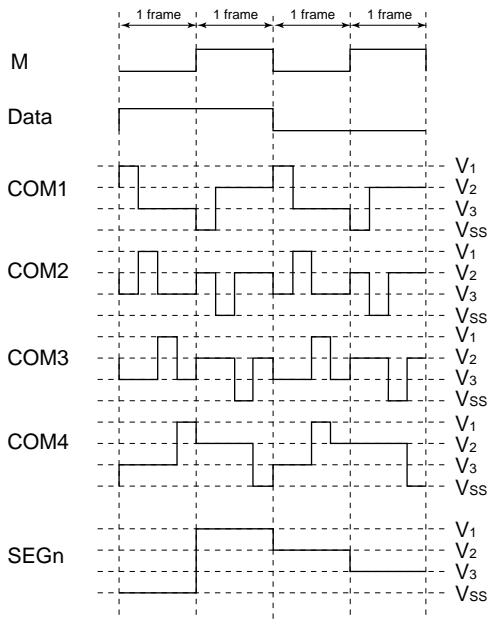 1 frame 1 frame 1 frame 1 frame
M
Data
V1
COM1 V2
V3
VSS
V1
COM2 V2
V3
VSS
V1
COM3 V2
V3
VSS
V1
COM4 V2
V3
VSS
V1
SEGn V2
V3
VSS